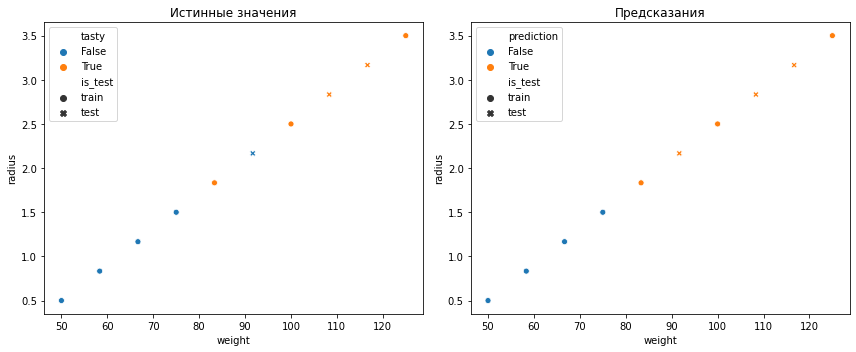 Истинные значения
tasty
False
True
is_test
train
test
3.5
3.0
2.5
2.0
1.5
1.0
0.5
radius
50 60 70 80 90 100 110 120
weight
Предсказания
prediction
False
True
is_test
train
test
3.5
3.0
2.5
2.0
1.5
1.0
0.5
radius
50 60 70 80 90 100 110 120
weight